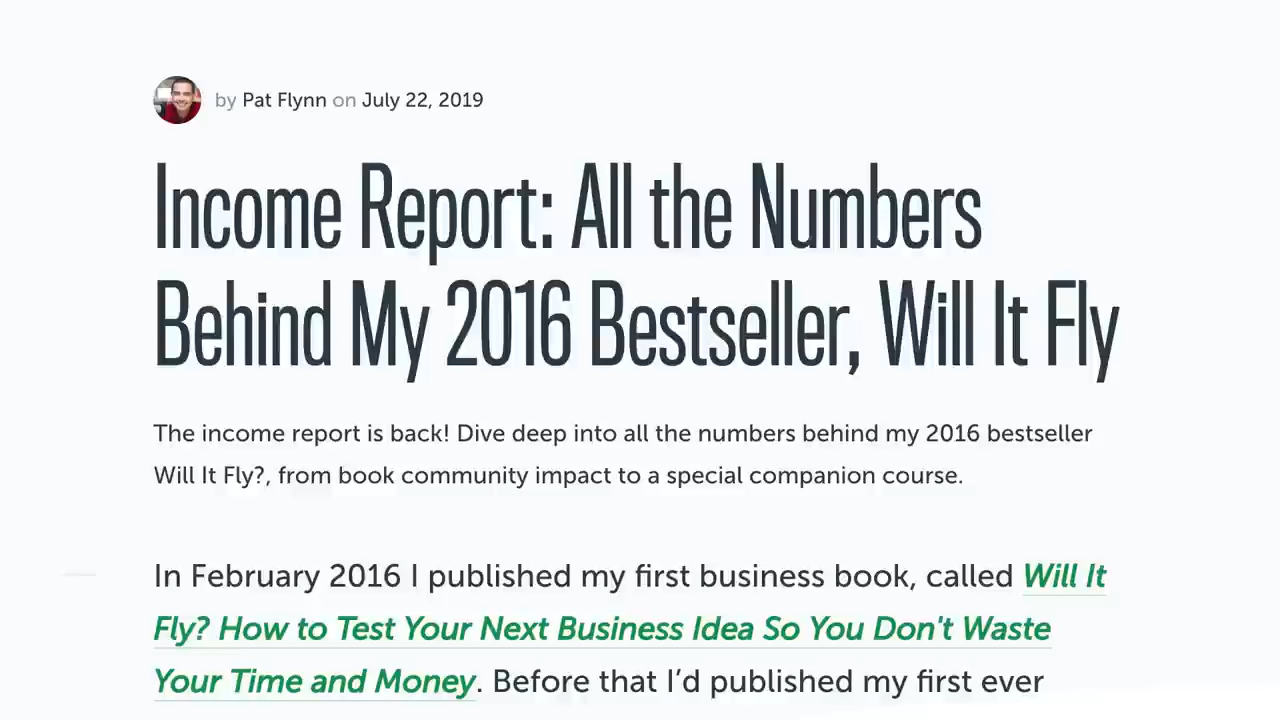 by Pat Flynn on July 22, 2019
Income Report: All the Numbers
Behind My 2016 Bestseller, Will It Fly
The income report is back! Dive deep into all the numbers behind my 2016 bestseller
Will It Fly?, from book community impact to a special companion course.
In February 2016 I published my first business book, called Will It
Fly? How to Test Your Next Business Idea So You Don't Waste
Your Time and Money. Before that I’d published my first ever